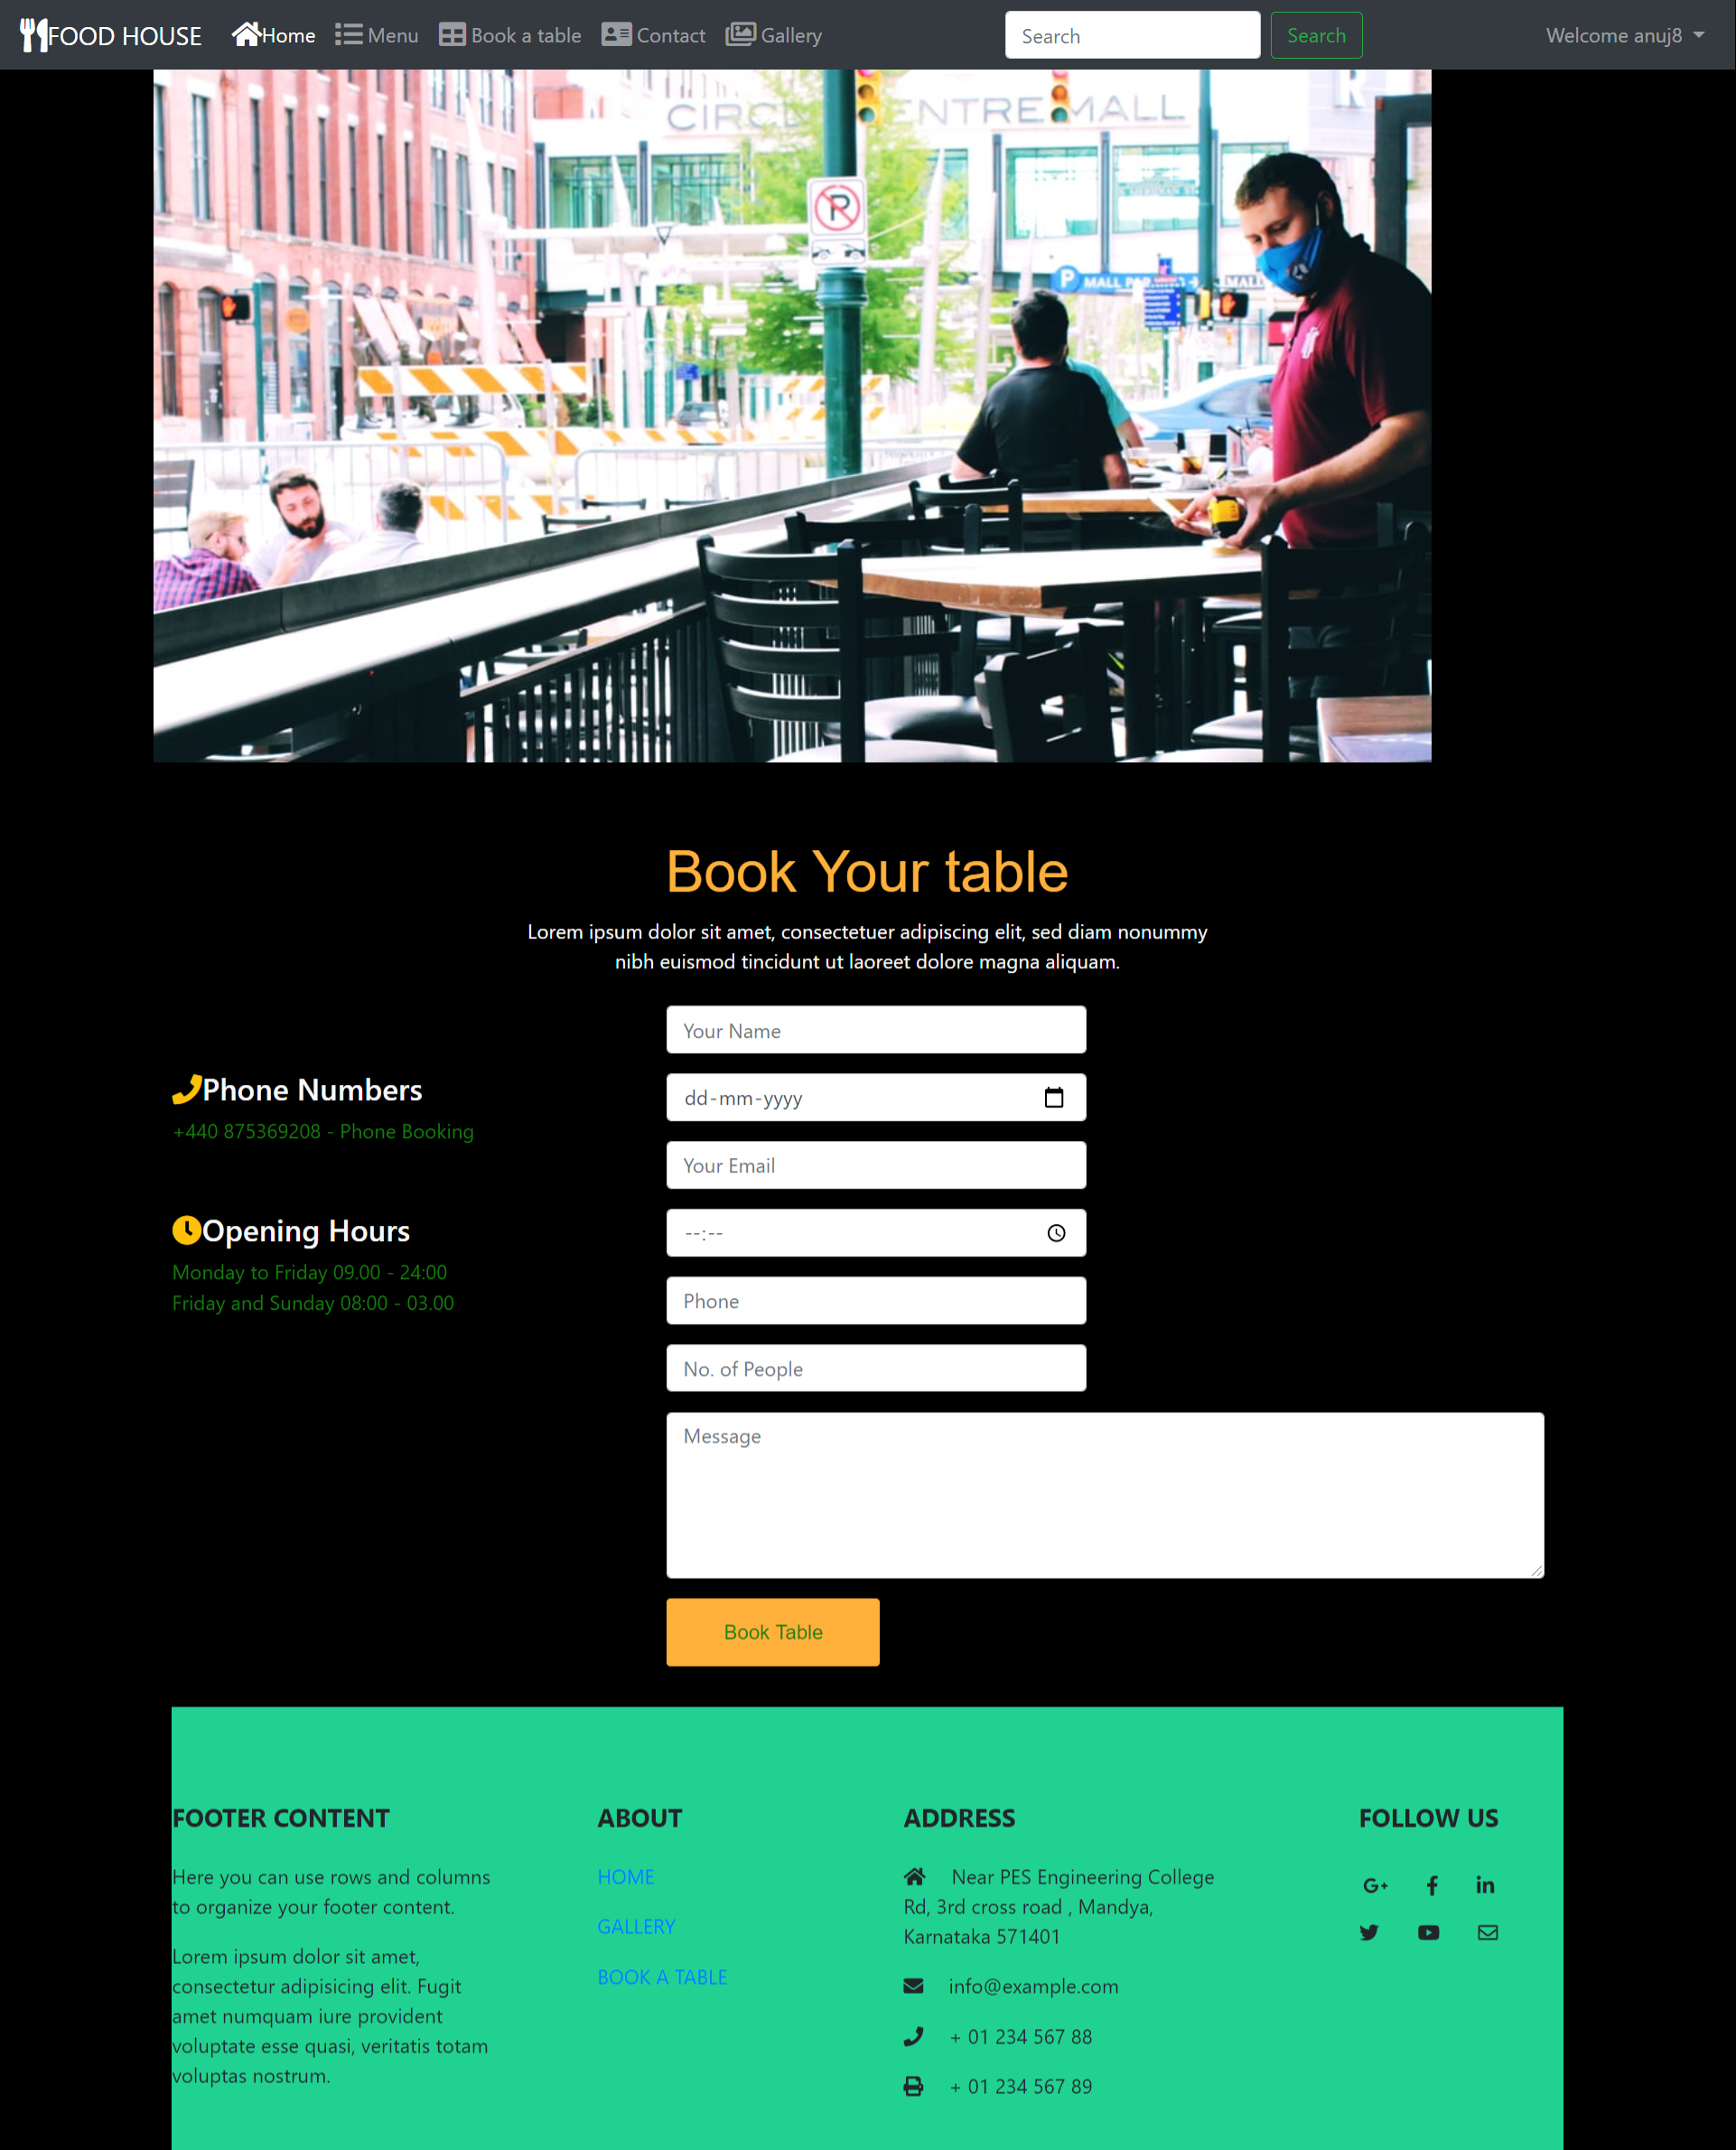 FOOD HOUSE Home Menu Book a table Contact Gallery Search Search Welcome anuj8
CIRC ENTRE MALL
P
P MALL PAR MALL
Book Your table
Lorem ipsum dolor sit amet, consectetuer adipiscing elit, sed diam nonummy
nibh euismod tincidunt ut laoreet dolore magna aliquam.
Your Name
Phone Numbers
dd-mm-yyyy
+440 875369208 - Phone Booking
Your Email
Opening Hours
--:--
Monday to Friday 09.00 - 24:00
Friday and Sunday 08:00 - 03.00
Phone
No. of People
Message
Book Table
FOOTER CONTENT
Here you can use rows and columns
to organize your footer content.
Lorem ipsum dolor sit amet,
consectetur adipisicing elit. Fugit
amet numquam iure provident
voluptate esse quasi, veritatis totam
voluptas nostrum.
ABOUT
HOME
GALLERY
BOOK A TABLE
ADDRESS
Near PES Engineering College
Rd, 3rd cross road , Mandya,
Karnataka 571401
info@example.com
+ 01 234 567 88
+ 01 234 567 89
FOLLOW US